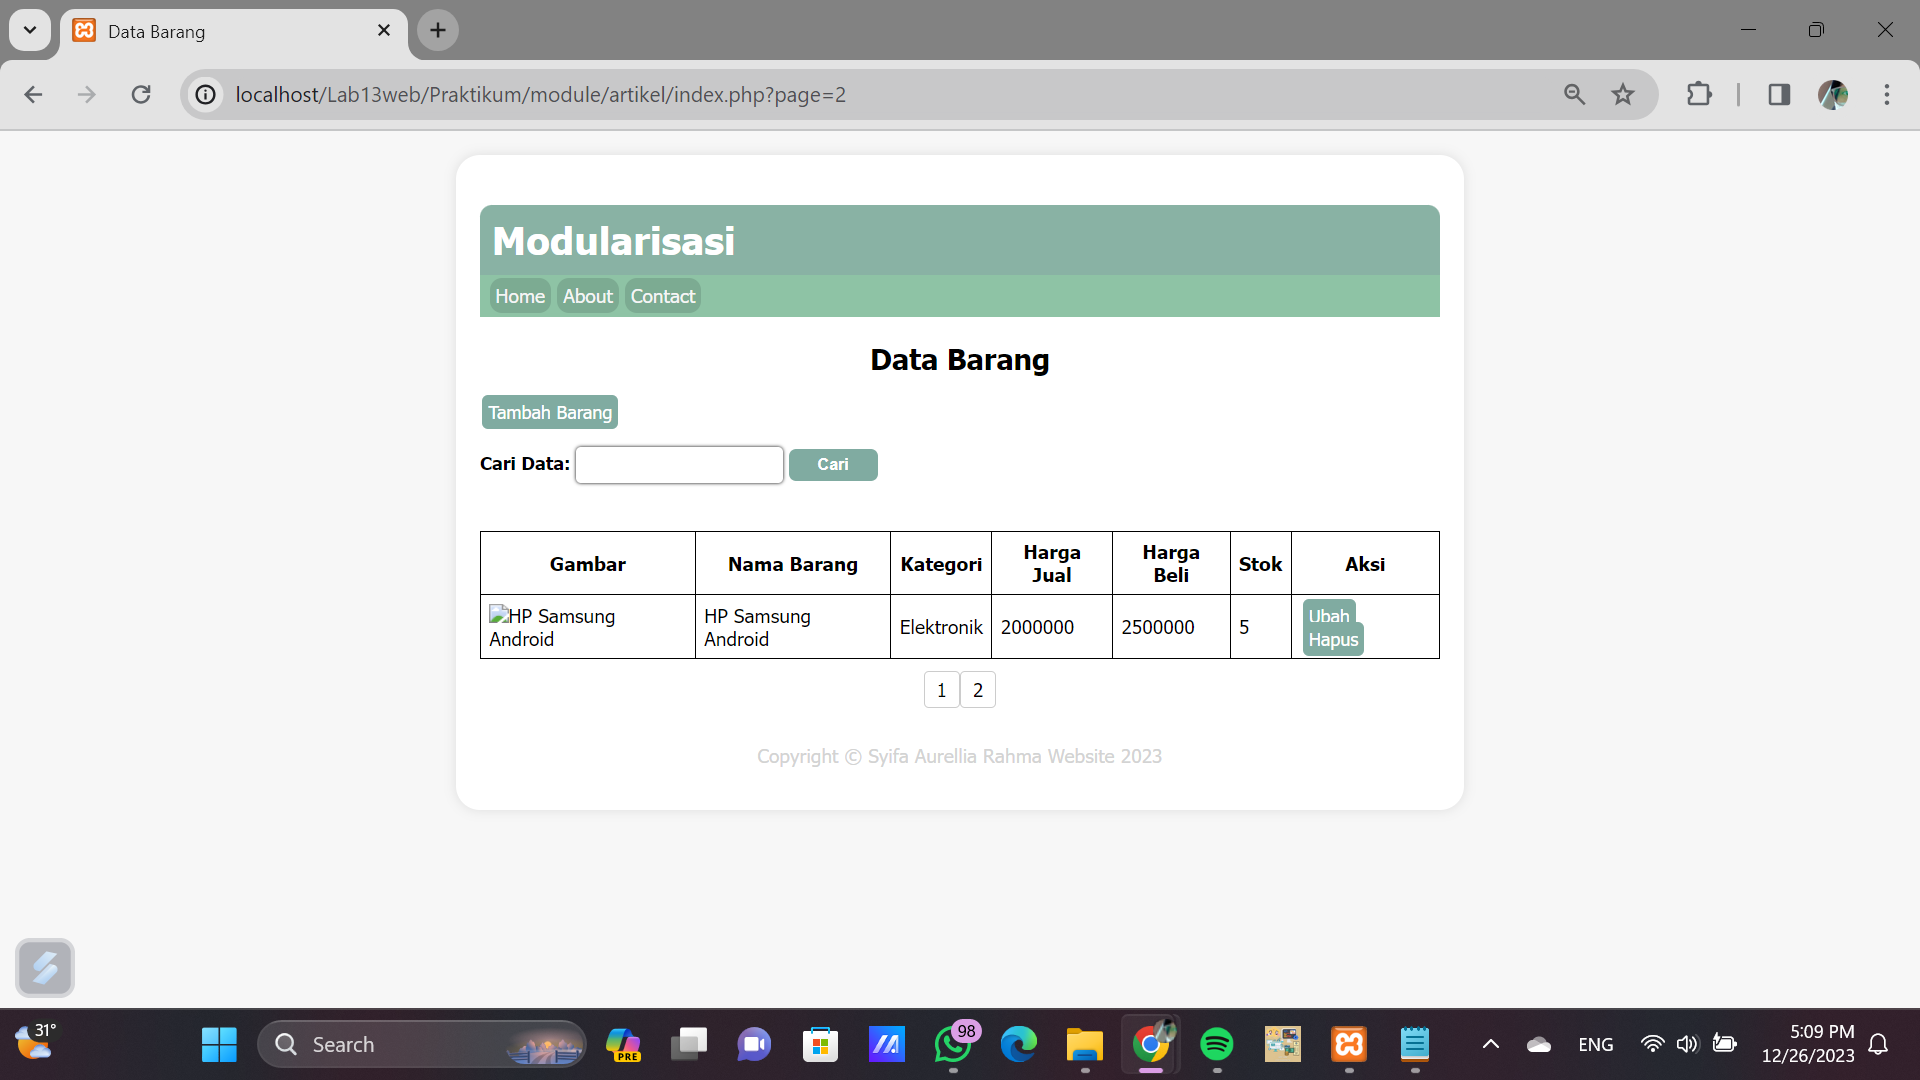 Data Barang
localhost/Lab13web/Praktikum/module/artikel/index.php?page=2
Modularisasi
Home About Contact
Data Barang
Tambah Barang
Cari Data: Cari
Gambar Nama Barang Kategori Harga Jual Harga Beli Stok Aksi
HP Samsung Android HP Samsung Android Elektronik 2000000 2500000 5 Ubah Hapus
1 2
Copyright © Syifa Aurellia Rahma Website 2023
31°
Search
PRE
98
ENG
5:09 PM
12/26/2023